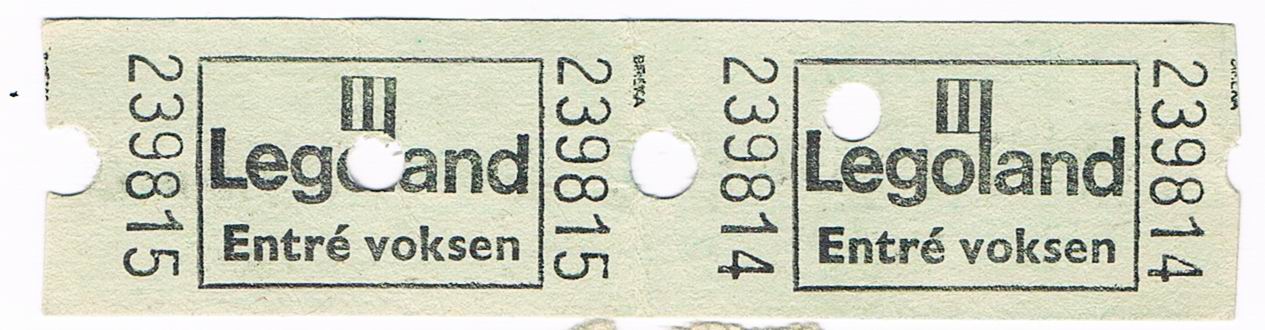 239815
Legoland
Entré voksen
239815
239814
Legoland
Entré voksen
239814